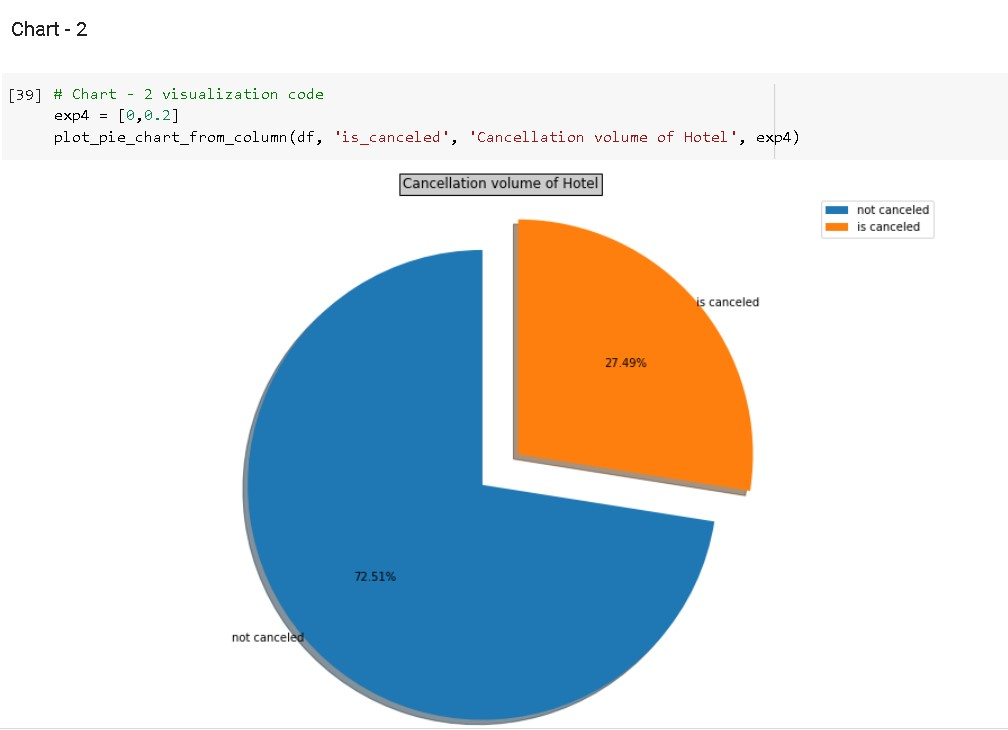 Chart - 2
[39] # Chart - 2 visualization code
exp4 = [0,0.2]
plot_pie_chart_from_column(df, 'is_canceled', 'Cancellation volume of Hotel', exp4)
Cancellation volume of Hotel
not canceled
is canceled
is canceled
27.49%
72.51%
not canceled